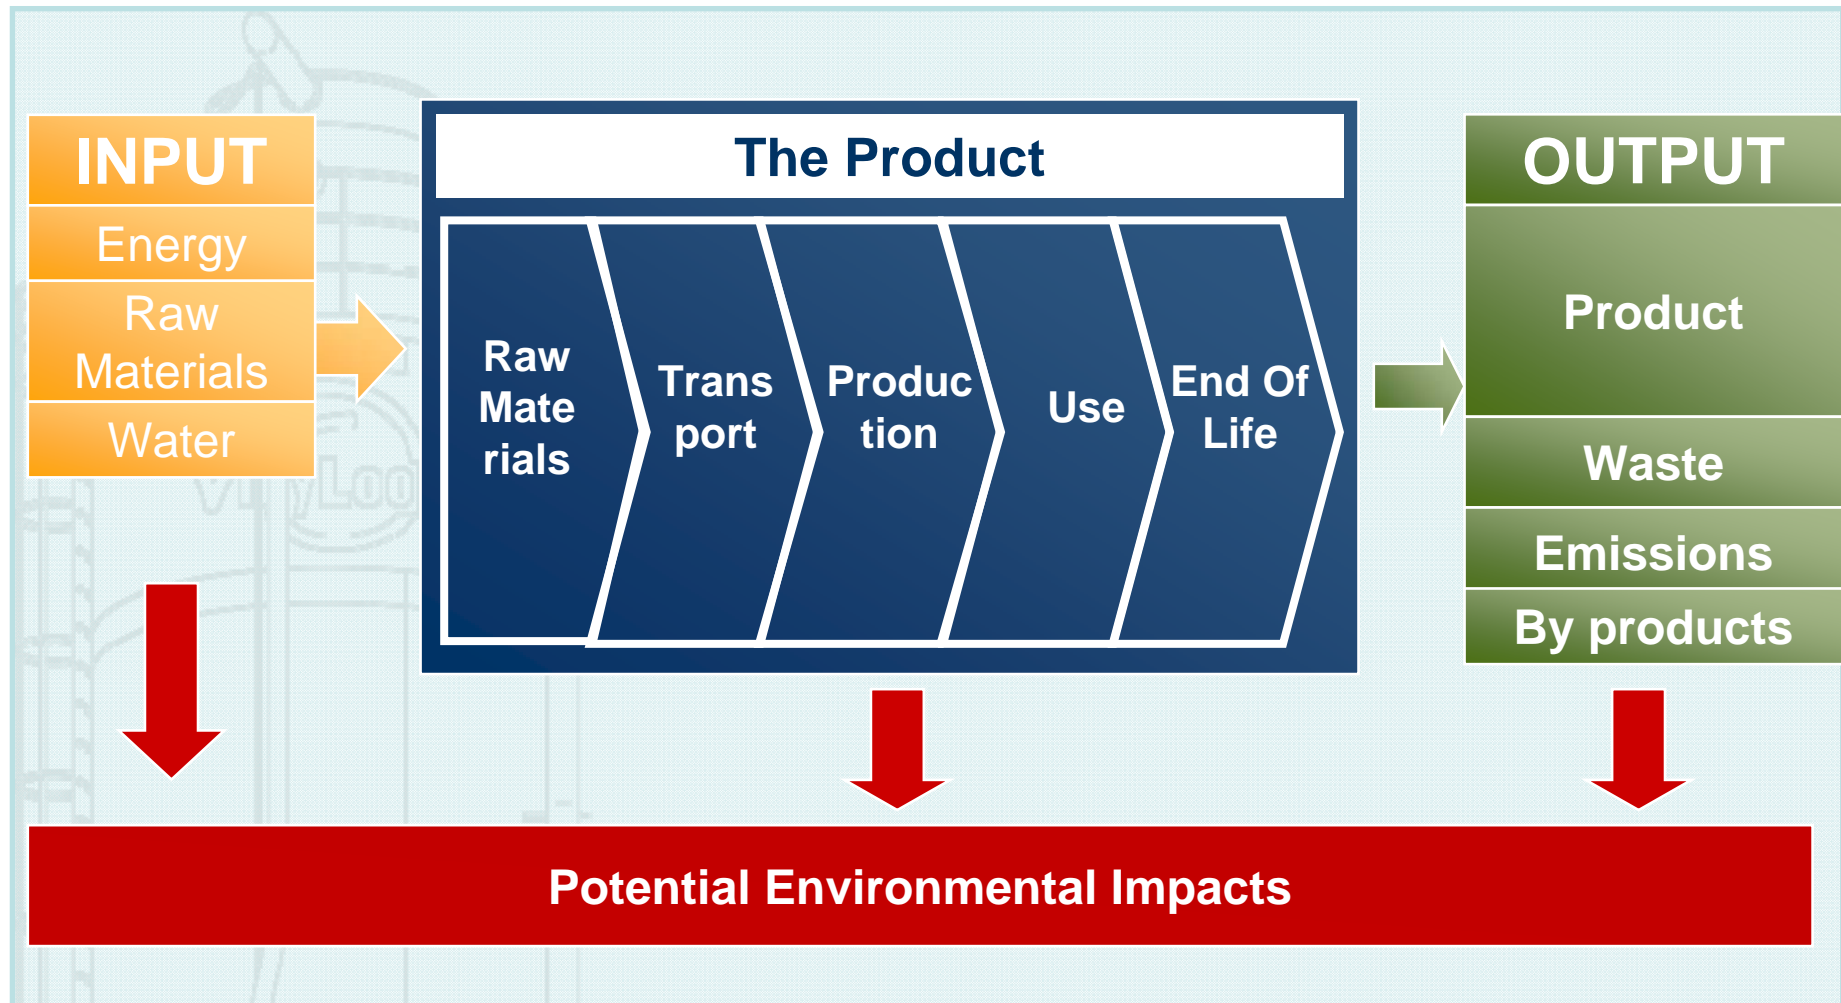 INPUT
Energy
Raw
Materials
Water
The Product
Raw
Mate
rials
Trans
port
Produc
tion
Use
End Of
Life
OUTPUT
Product
Waste
Emissions
By products
Potential Environmental Impacts